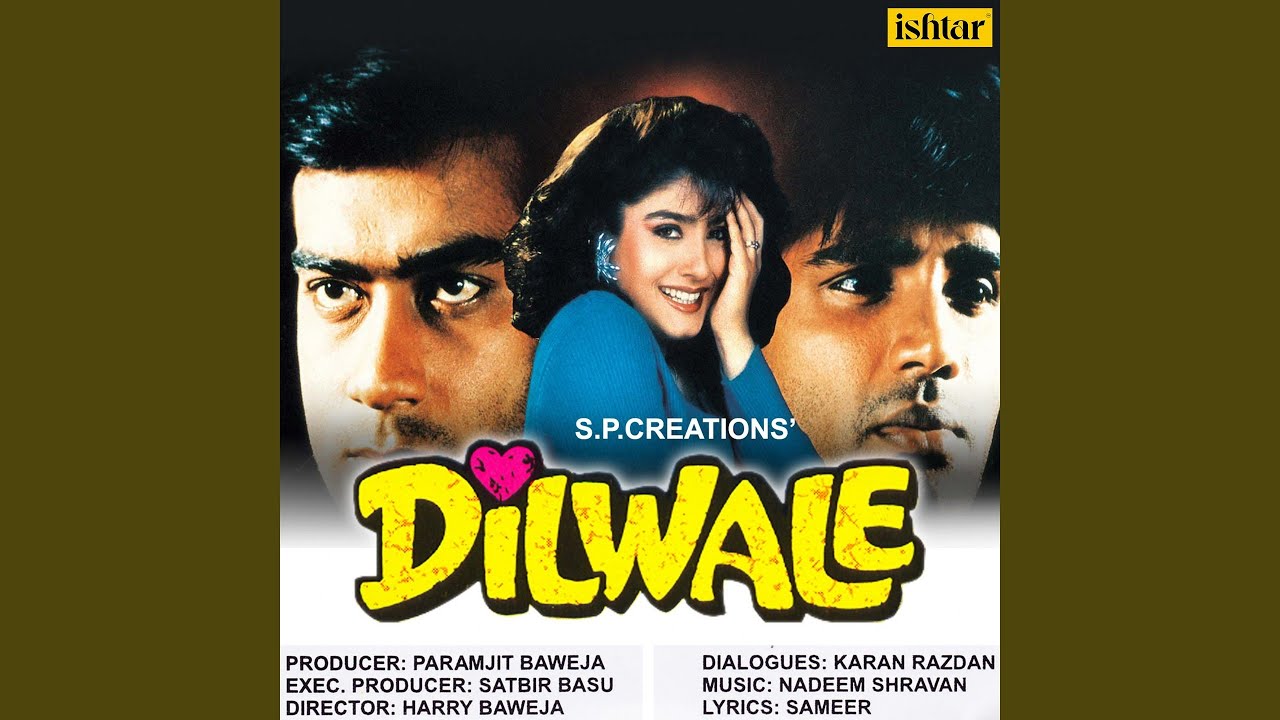 ishtar
S.P.CREATIONS’
DiLWALE
PRODUCER: PARAMJIT BAWEJA
EXEC. PRODUCER: SATBIR BASU
DIRECTOR: HARRY BAWEJA
DIALOGUES: KARAN RAZDAN
MUSIC: NADEEM SHRAVAN
LYRICS: SAMEER